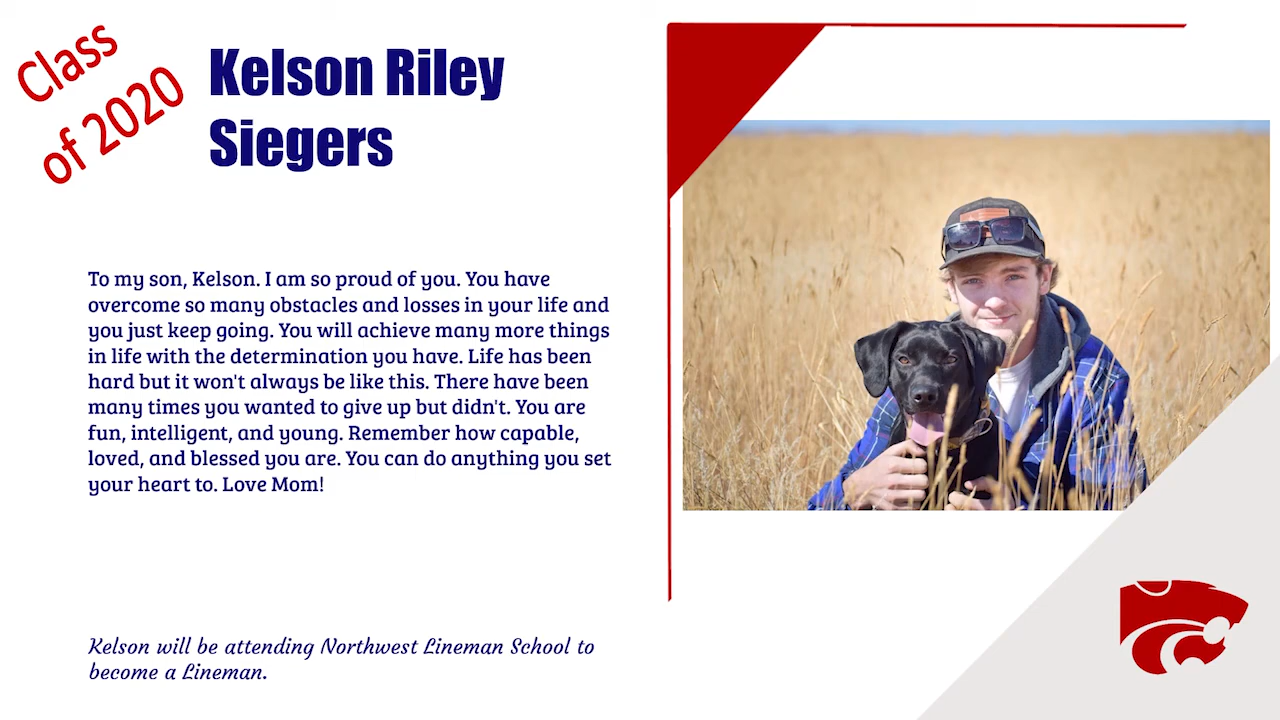 Class
of 2020
Kelson Riley
Siegers
To my son, Kelson. I am so proud of you. You have
overcome so many obstacles and losses in your life and
you just keep going. You will achieve many more things
in life with the determination you have. Life has been
hard but it won't always be like this. There have been
many times you wanted to give up but didn't. You are
fun, intelligent, and young. Remember how capable,
loved, and blessed you are. You can do anything you set
your heart to. Love Mom!
Kelson will be attending Northwest Lineman School to
become a Lineman.